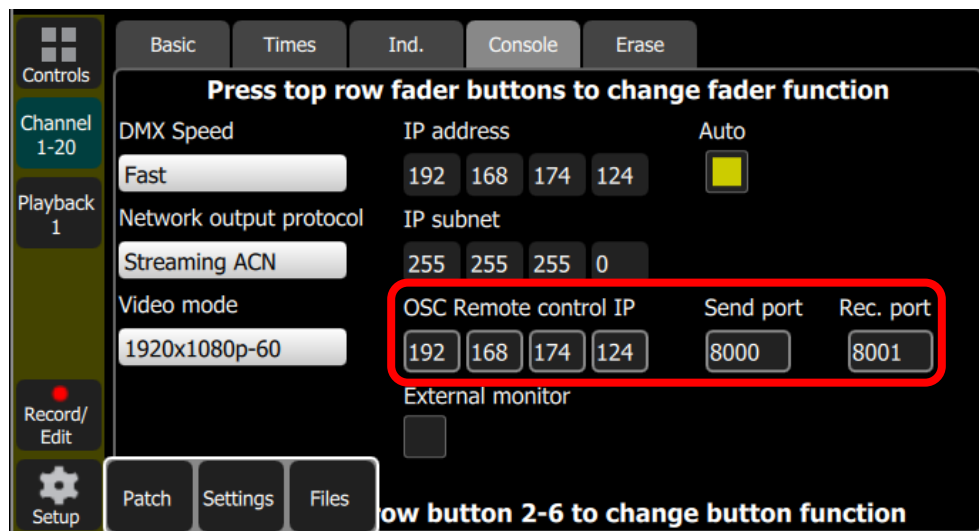 Controls
Channel
1-20
Playback
1
Record/
Edit
Setup
Basic Times Ind. Console Erase
Press top row fader buttons to change fader function
DMX Speed IP address Auto
Fast 192 168 174 124
Network output protocol IP subnet
Streaming ACN 255 255 255 0
Video mode OSC Remote control IP Send port Rec. port
1920x1080p-60 192 168 174 124 8000 8001
External monitor
Patch Settings Files
row button 2-6 to change button function